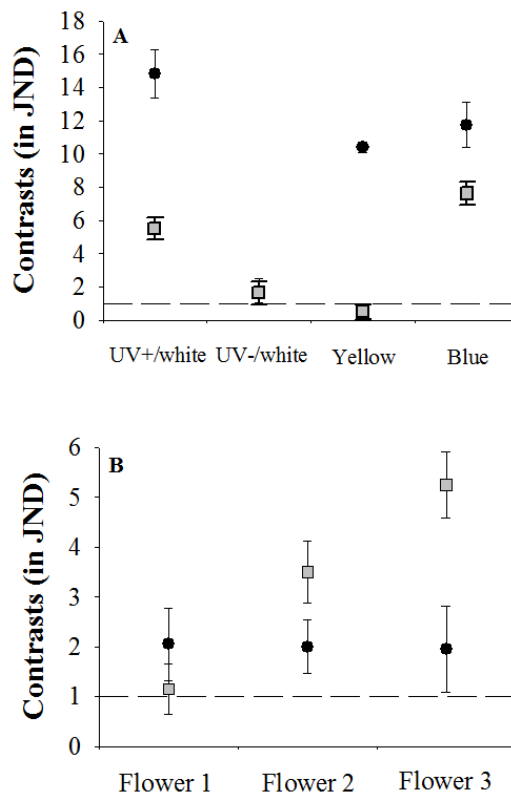 A
Contrasts (in JND)
18
16
14
12
10
8
6
4
2
0
UV+/white UV-/white Yellow Blue
B
Contrasts (in JND)
6
5
4
3
2
1
0
Flower 1 Flower 2 Flower 3